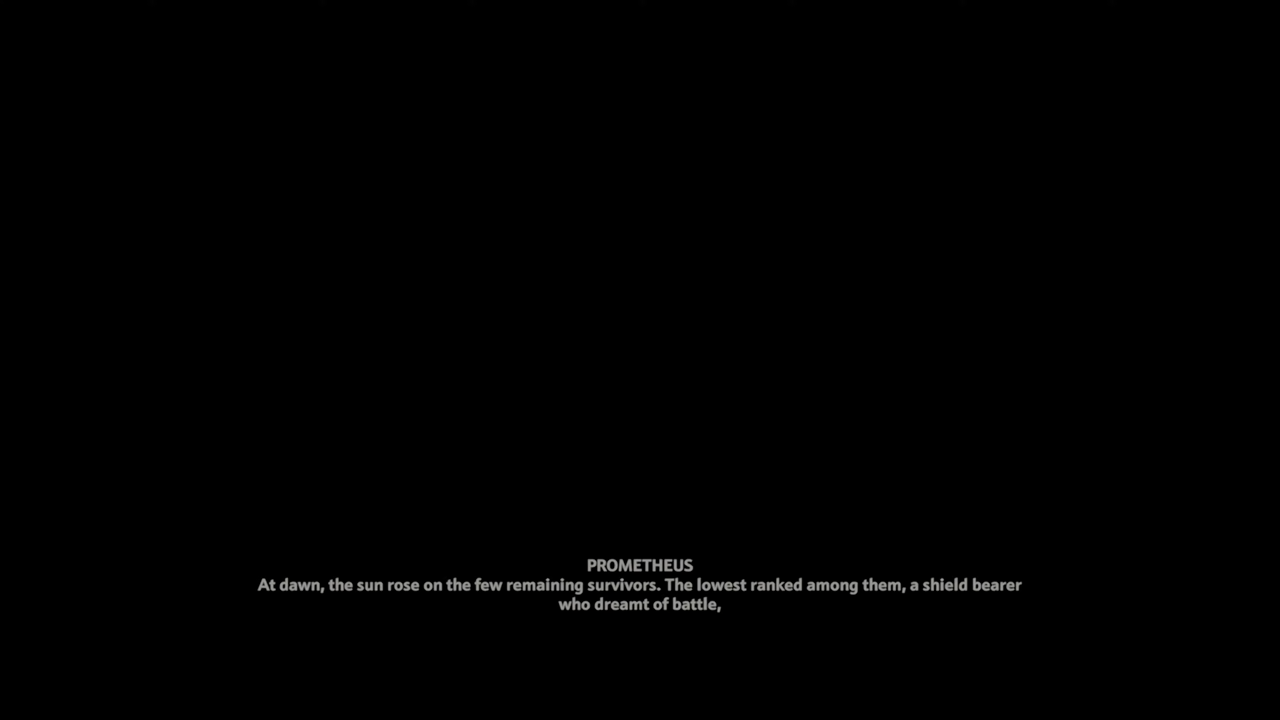 PROMETHEUS
At dawn, the sun rose on the few remaining survivors. The lowest ranked among them, a shield bearer
who dreamt of battle,